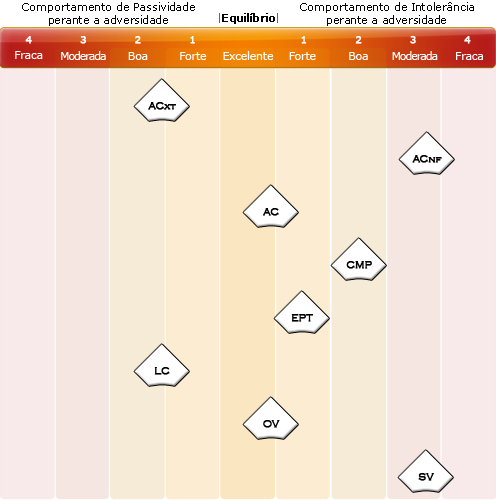 Comportamento de Passividade
perante a adversidade
|Equilíbrio|
Comportamento de Intolerância
perante a adversidade
4 3 2 1 1 2 3 4
Fraca Moderada Boa Forte Excelente Forte Boa Moderada Fraca
ACXT
ACNF
AC
CMP
EPT
LC
OV
SV